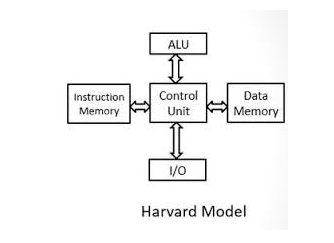 ALU
Instruction
Memory
Control
Unit
Data
Memory
I/O
Harvard Model